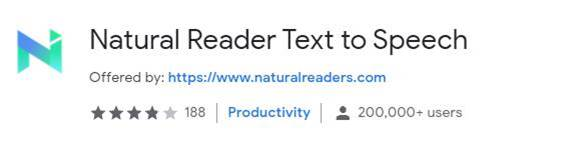 Natural Reader Text to Speech
Offered by: https://www.naturalreaders.com
188 Productivity 200,000+ users